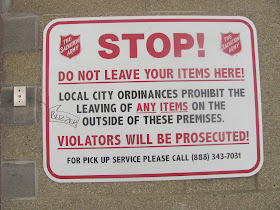 THE SALVATION ARMY
STOP!
THE SALVATION ARMY
DO NOT LEAVE YOUR ITEMS HERE!
LOCAL CITY ORDINANCES PROHIBIT THE
LEAVING OF ANY ITEMS ON THE
OUTSIDE OF THESE PREMISES.
BUZZER
VIOLATORS WILL BE PROSECUTED!
FOR PICK UP SERVICE PLEASE CALL (888) 343-7031